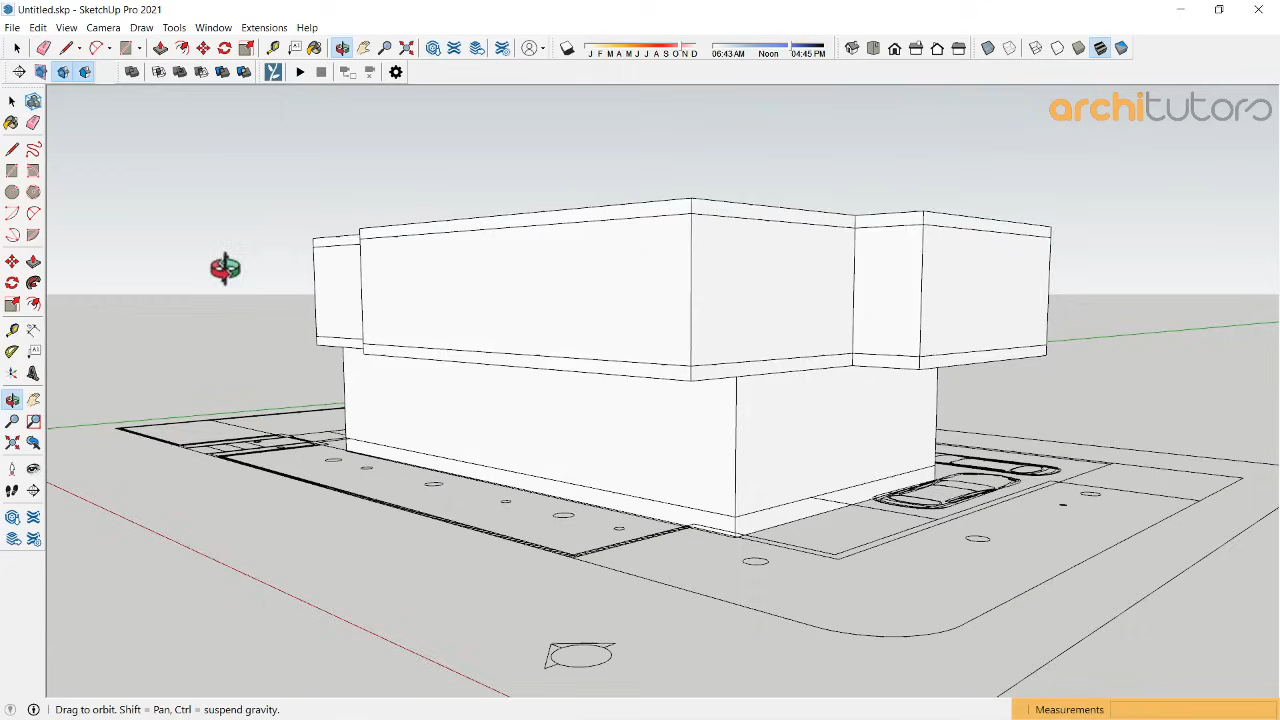 Untitled.skp - SketchUp Pro 2021
File Edit View Camera Draw Tools Window Extensions Help
J F M A M J J A S O N D
06:43 AM Noon 04:45 PM
architutors
Drag to orbit. Shift = Pan, Ctrl = suspend gravity.
Measurements